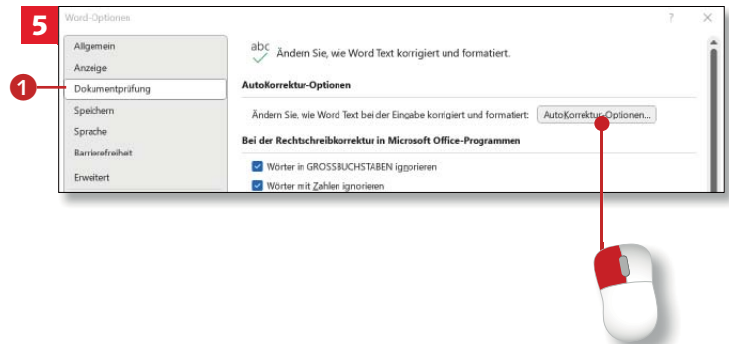 5
Word-Optionen ? ×
Allgemein
Anzeige
1 Dokumentprüfung
Speichern
Sprache
Barrierefreiheit
Erweitert
abc Ändern Sie, wie Word Text korrigiert und formatiert.
AutoKorrektur-Optionen
Ändern Sie, wie Word Text bei der Eingabe korrigiert und formatiert: AutoKorrektur-Optionen...
Bei der Rechtschreibkorrektur in Microsoft Office-Programmen
Wörter in GROSSBUCHSTABEN ignorieren
Wörter mit Zahlen ignorieren